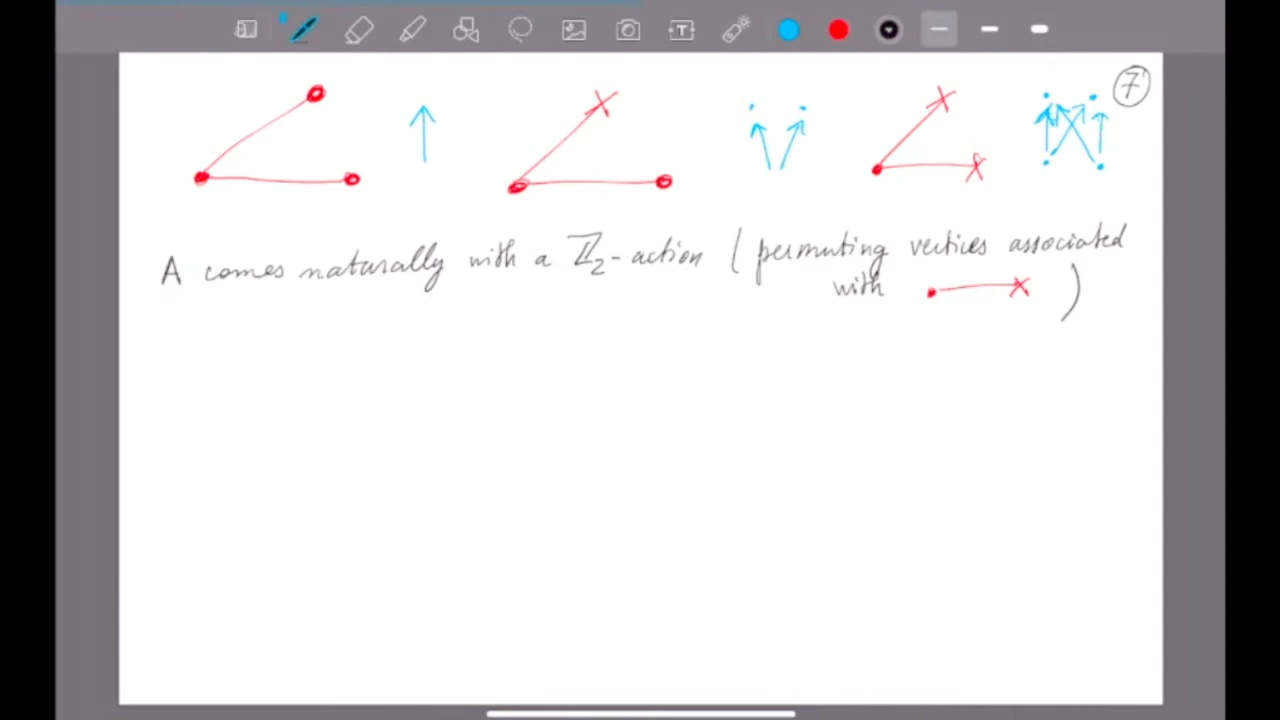 7'
A comes naturally with a ℤ₂-action ( permuting vertices associated
with )